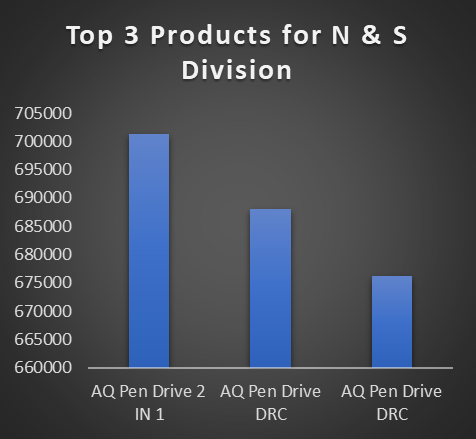 Top 3 Products for N & S
Division
705000
700000
695000
690000
685000
680000
675000
670000
665000
660000
AQ Pen Drive 2
IN 1
AQ Pen Drive
DRC
AQ Pen Drive
DRC